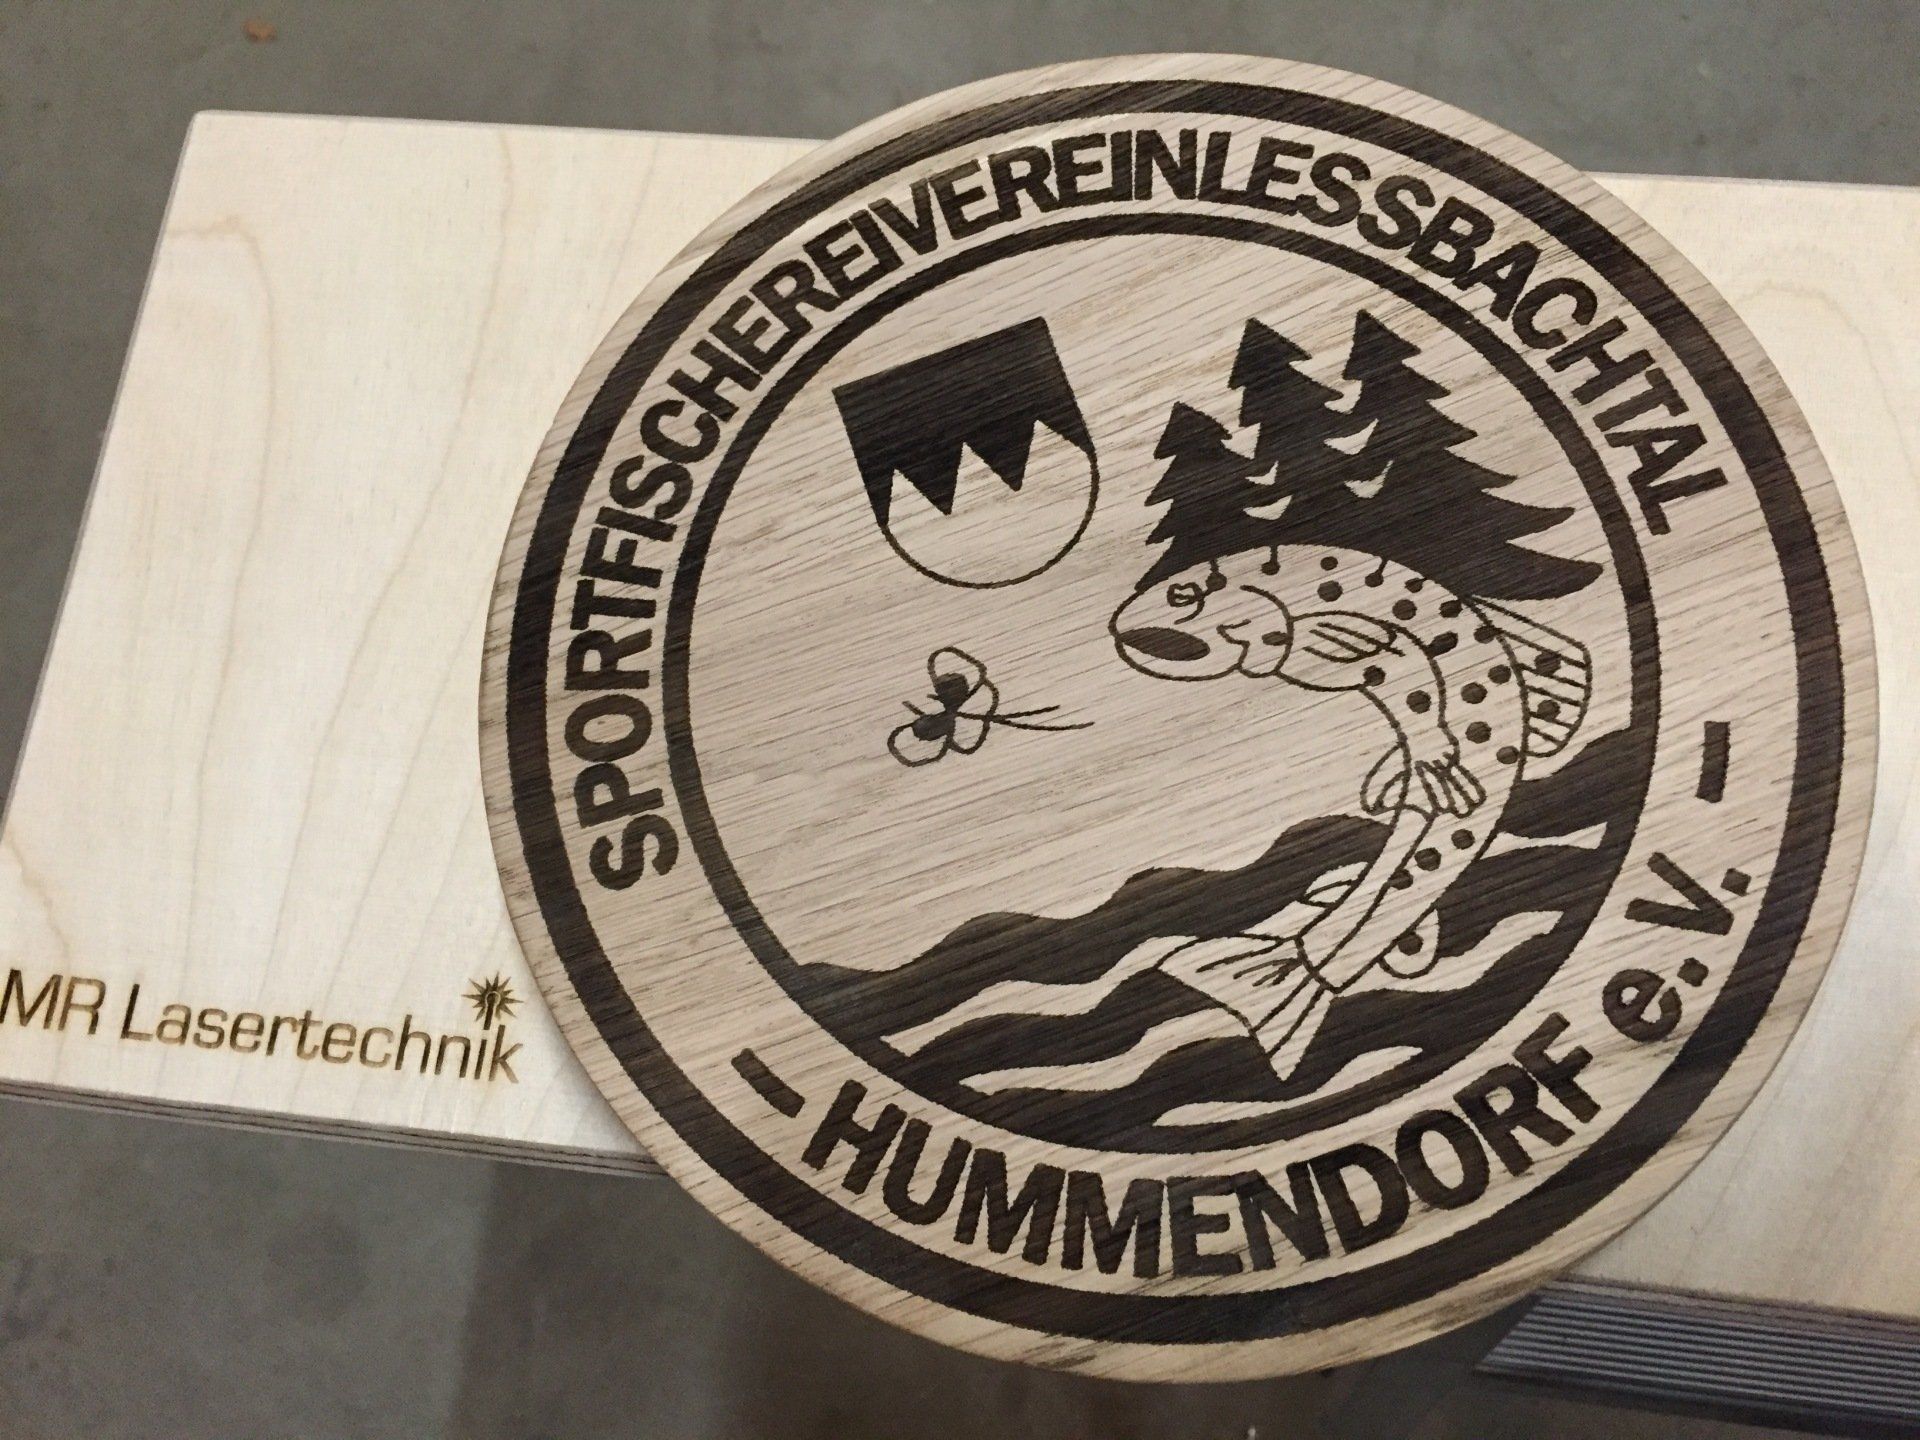 SPORTFISCHEREIVEREINLESSBACHTAL
- HUMMENDORF e.V. -
MR Lasertechnik